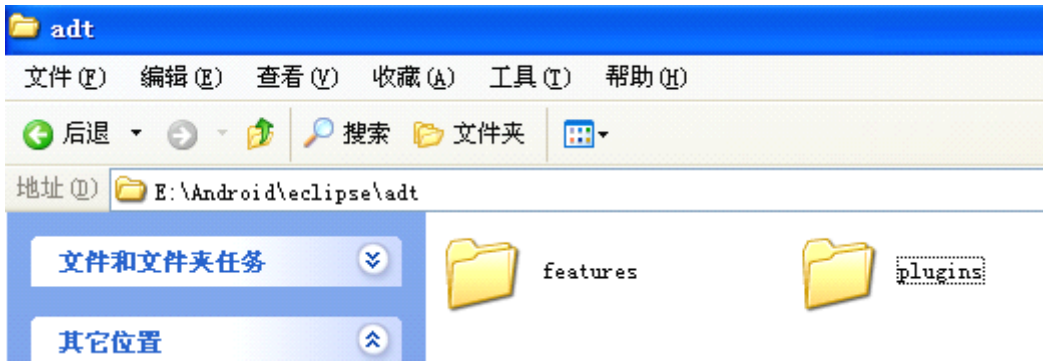 adt
文件(F) 编辑(E) 查看(V) 收藏(A) 工具(T) 帮助(H)
后退 搜索 文件夹
地址(D) E:\Android\eclipse\adt
文件和文件夹任务
features
plugins
其它位置